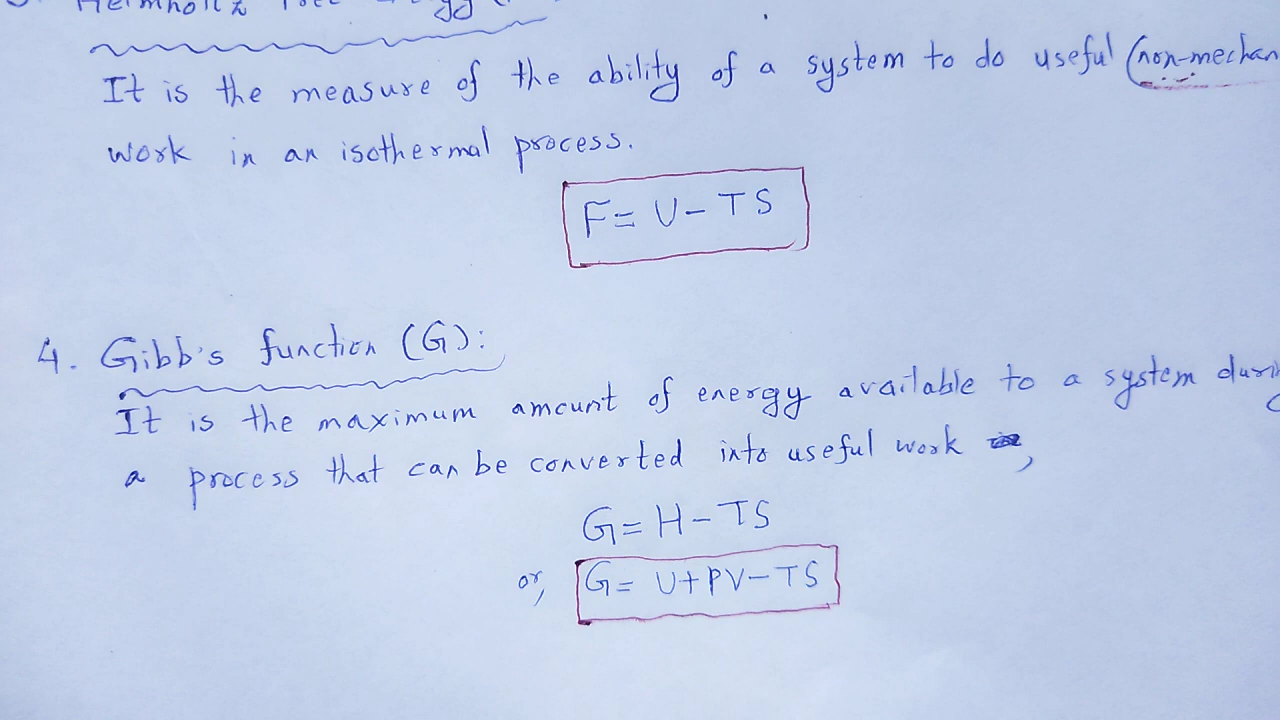 Helmholtz
It is the measure of the ability of a system to do useful (non-mechan
work in an isothermal process.
F = U - TS
4. Gibb's function (G):
It is the maximum amount of energy available to a system durin
a process that can be converted into useful work,
G = H - TS
or, G = U + PV - TS